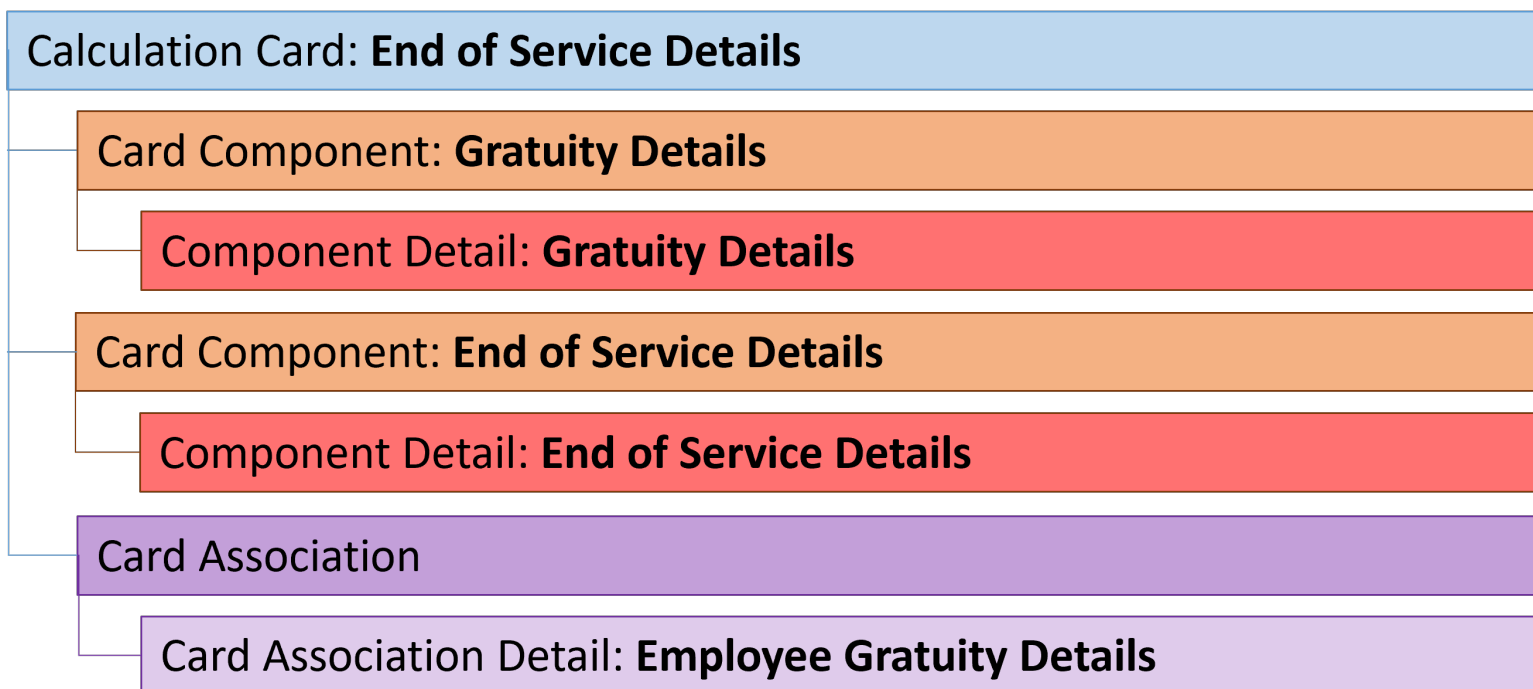 Calculation Card: End of Service Details
Card Component: Gratuity Details
Component Detail: Gratuity Details
Card Component: End of Service Details
Component Detail: End of Service Details
Card Association
Card Association Detail: Employee Gratuity Details